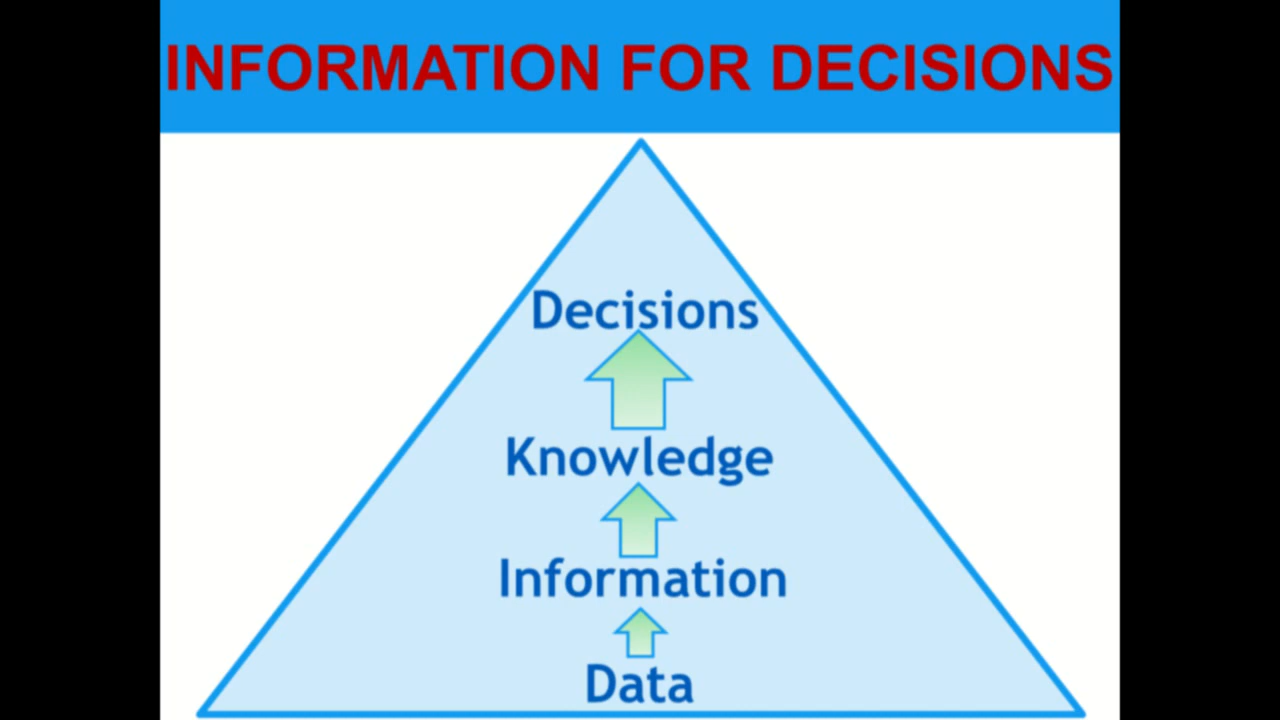 INFORMATION FOR DECISIONS
Decisions
Knowledge
Information
Data